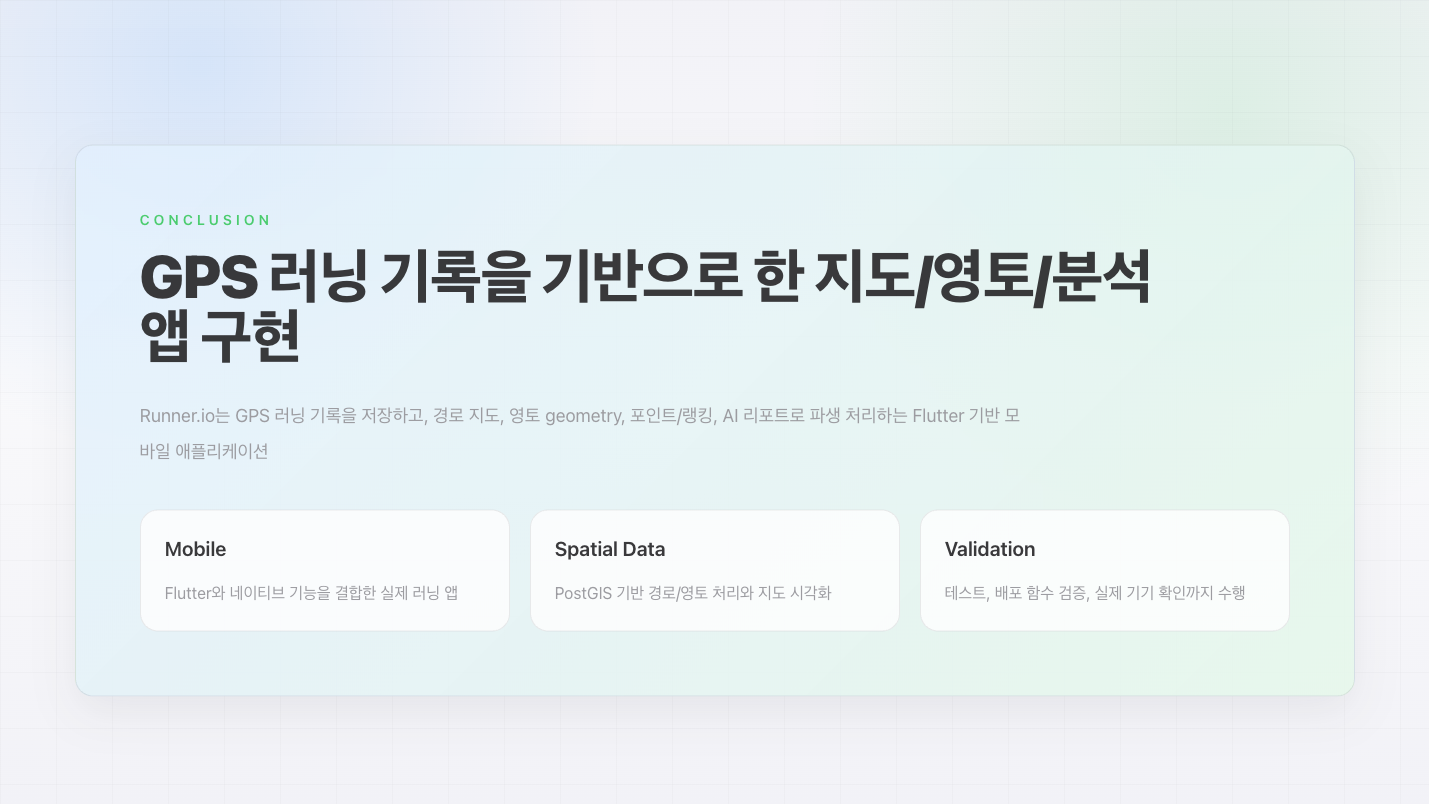 CONCLUSION
GPS 러닝 기록을 기반으로 한 지도/영토/분석
앱 구현
Runner.io는 GPS 러닝 기록을 저장하고, 경로 지도, 영토 geometry, 포인트/랭킹, AI 리포트로 파생 처리하는 Flutter 기반 모
바일 애플리케이션
Mobile
Flutter와 네이티브 기능을 결합한 실제 러닝 앱
Spatial Data
PostGIS 기반 경로/영토 처리와 지도 시각화
Validation
테스트, 배포 함수 검증, 실제 기기 확인까지 수행